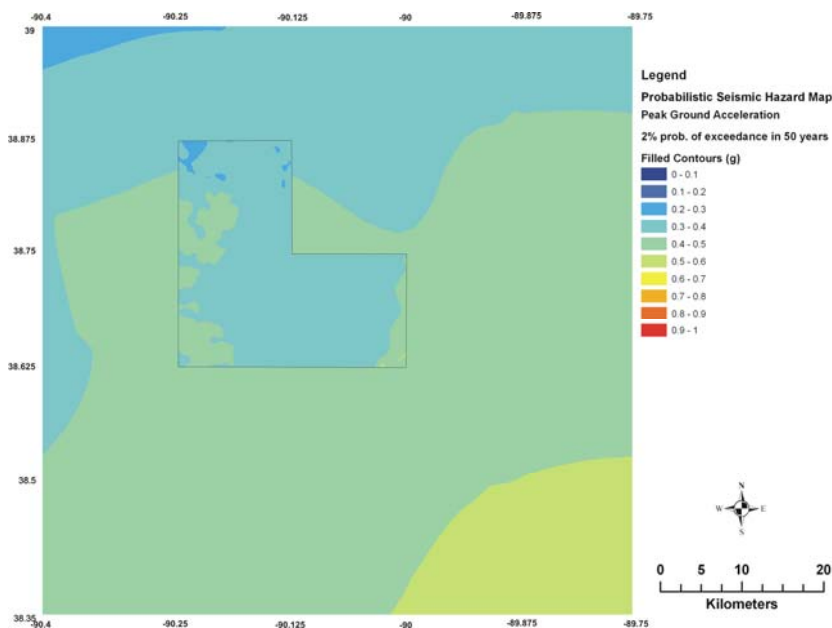 -90.4 -90.25 -90.125 -90 -89.875 -89.75
39
38.875
38.75
38.625
38.5
38.35
-90.4 -90.25 -90.125 -90 -89.875 -89.75
Legend
Probabilistic Seismic Hazard Map
Peak Ground Acceleration
2% prob. of exceedance in 50 years
Filled Contours (g)
0 - 0.1
0.1 - 0.2
0.2 - 0.3
0.3 - 0.4
0.4 - 0.5
0.5 - 0.6
0.6 - 0.7
0.7 - 0.8
0.8 - 0.9
0.9 - 1
N
W E
S
0 5 10 20
Kilometers